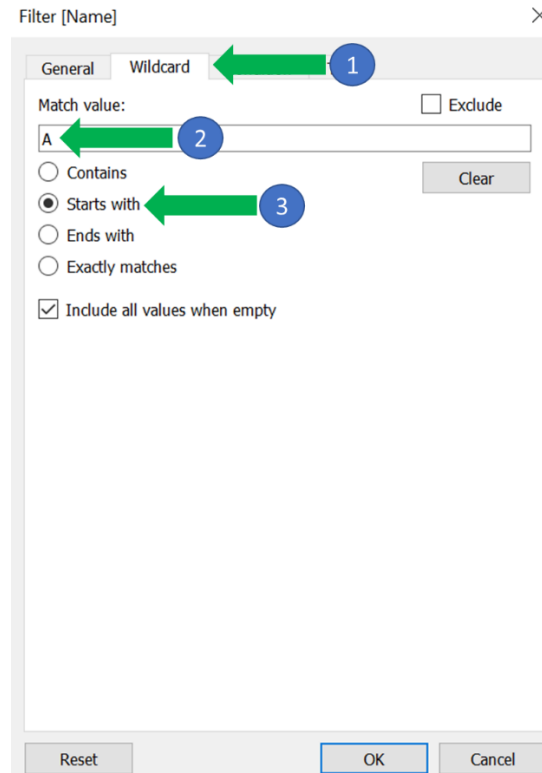 Filter [Name]
General Wildcard 1
Match value: Exclude
A 2
Contains Clear
Starts with 3
Ends with
Exactly matches
Include all values when empty
Reset OK Cancel